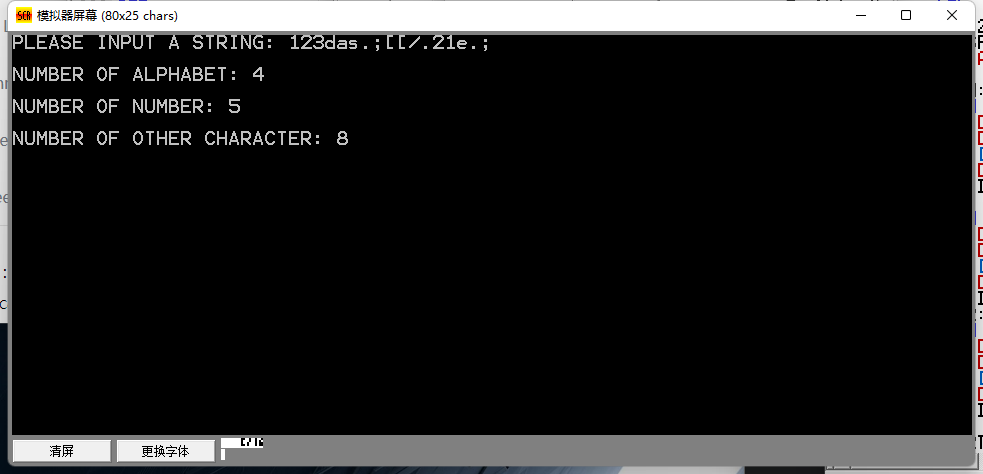 模拟器屏幕 (80x25 chars)
PLEASE INPUT A STRING: 123das.;[[/.21e.;
NUMBER OF ALPHABET: 4
NUMBER OF NUMBER: 5
NUMBER OF OTHER CHARACTER: 8
清屏 更换字体